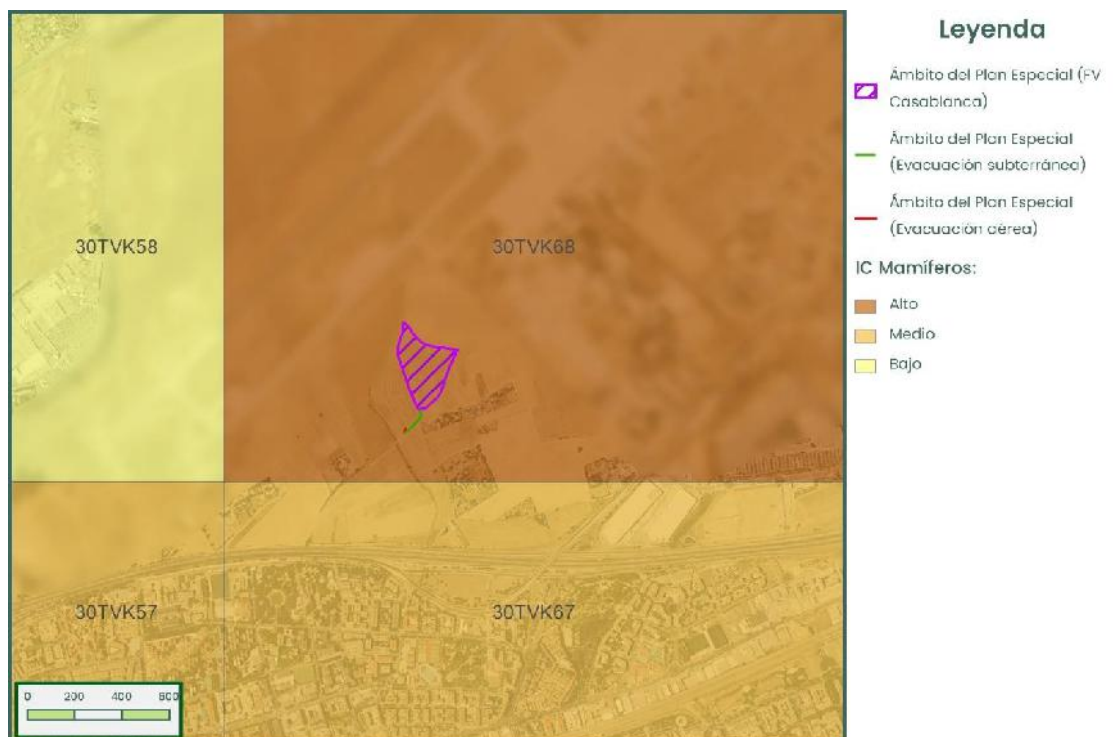 Leyenda
Ámbito del Plan Especial (FV
Casablanca)
Ámbito del Plan Especial
(Evacuación subterránea)
Ámbito del Plan Especial
(Evacuación aérea)
IC Mamíferos:
Alto
Medio
Bajo
30TVK58
30TVK68
30TVK57
30TVK67
0 200 400 600